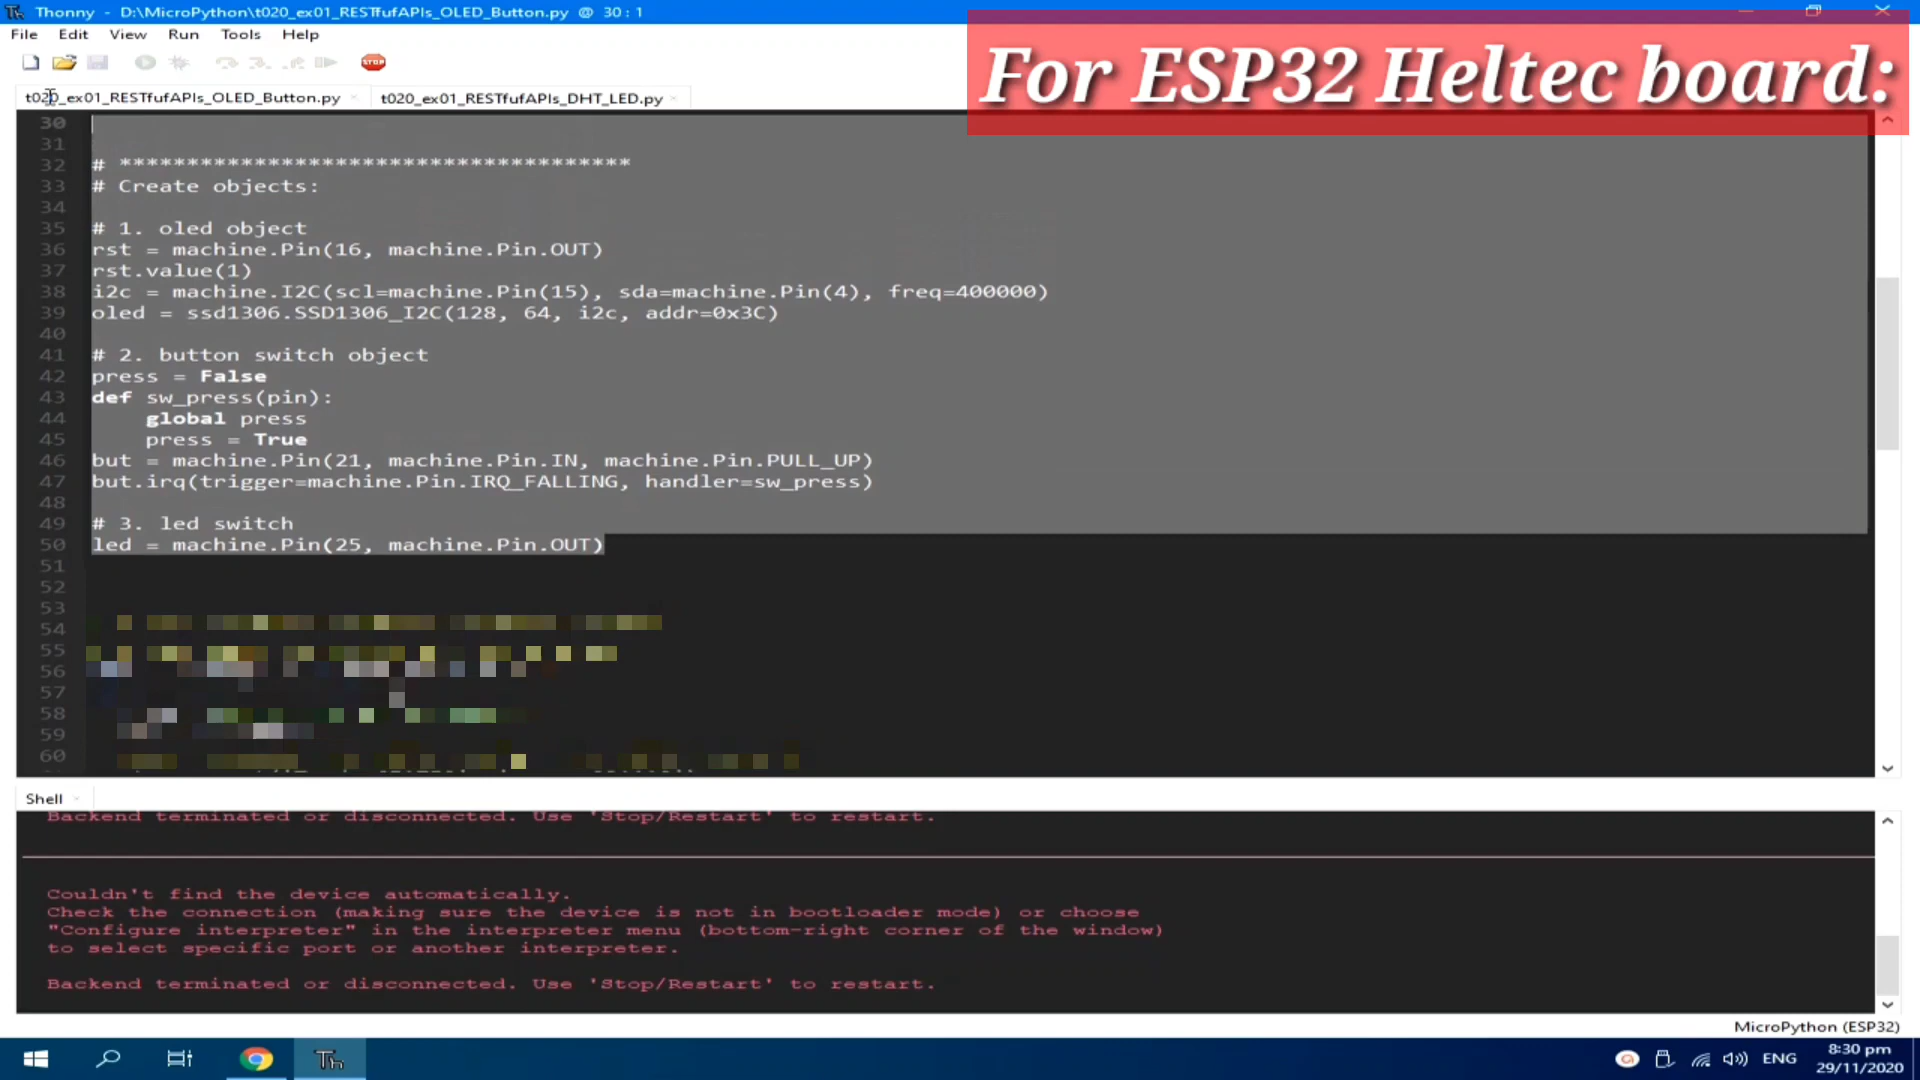 Thonny - D:\MicroPython\t020_ex01_RESTfufAPIs_OLED_Button.py @ 30 : 1
File Edit View Run Tools Help
For ESP32 Heltec board:
STOP
t020_ex01_RESTfufAPIs_OLED_Button.py
t020_ex01_RESTfufAPIs_DHT_LED.py
30
31
32 # **************************************
33 # Create objects:
34
35 # 1. oled object
36 rst = machine.Pin(16, machine.Pin.OUT)
37 rst.value(1)
38 i2c = machine.I2C(scl=machine.Pin(15), sda=machine.Pin(4), freq=400000)
39 oled = ssd1306.SSD1306_I2C(128, 64, i2c, addr=0x3C)
40
41 # 2. button switch object
42 press = False
43 def sw_press(pin):
44 global press
45 press = True
46 but = machine.Pin(21, machine.Pin.IN, machine.Pin.PULL_UP)
47 but.irq(trigger=machine.Pin.IRQ_FALLING, handler=sw_press)
48
49 # 3. led switch
50 led = machine.Pin(25, machine.Pin.OUT)
51
52
53
54
55
56
57
58
59
60
Shell
Backend terminated or disconnected. Use 'Stop/Restart' to restart.
Couldn't find the device automatically.
Check the connection (making sure the device is not in bootloader mode) or choose
"Configure interpreter" in the interpreter menu (bottom-right corner of the window)
to select specific port or another interpreter.
Backend terminated or disconnected. Use 'Stop/Restart' to restart.
MicroPython (ESP32)
Th
ENG
8:30 pm
29/11/2020